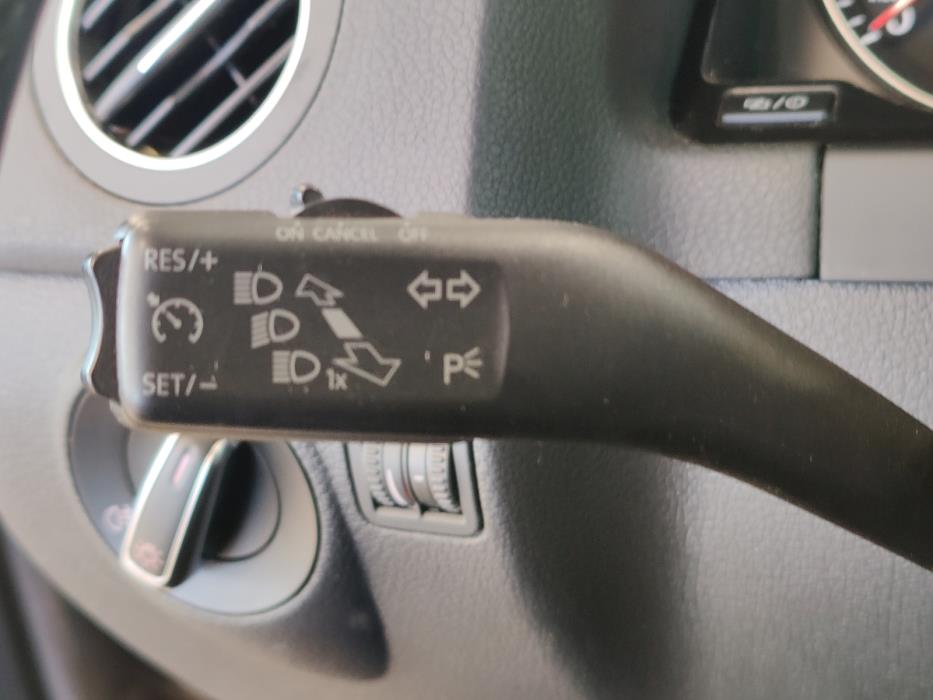 ON CANCEL OFF
RES/+
SET/-
1x
P